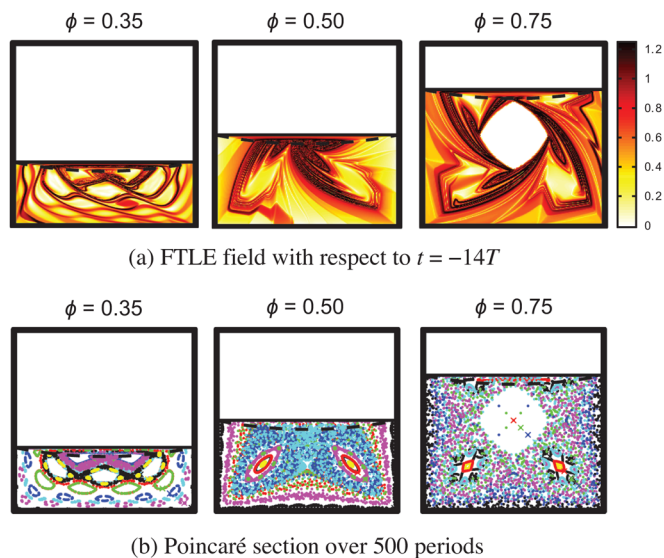 ϕ = 0.35 ϕ = 0.50 ϕ = 0.75
1.2
1
0.8
0.6
0.4
0.2
0
(a) FTLE field with respect to t = −14T
ϕ = 0.35 ϕ = 0.50 ϕ = 0.75
(b) Poincaré section over 500 periods